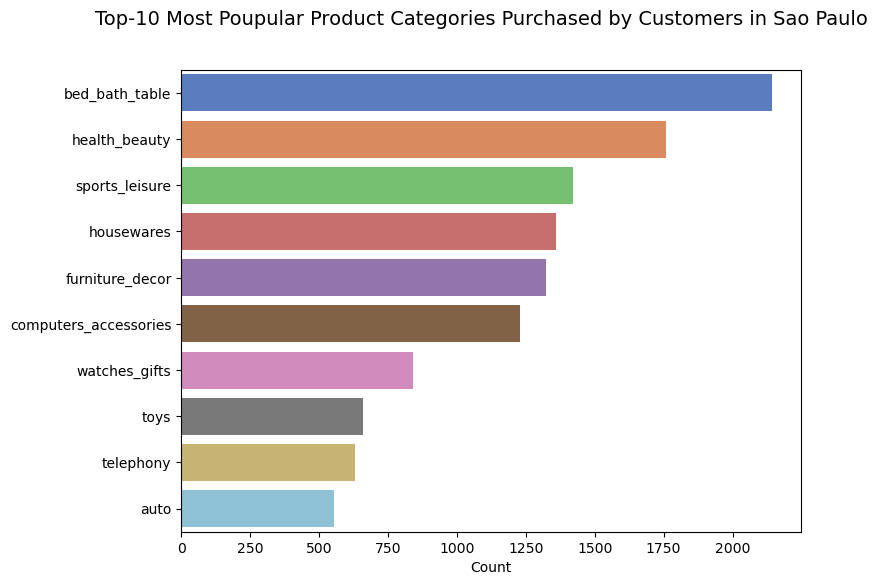 Top-10 Most Poupular Product Categories Purchased by Customers in Sao Paulo
bed_bath_table
health_beauty
sports_leisure
housewares
furniture_decor
computers_accessories
watches_gifts
toys
telephony
auto
0 250 500 750 1000 1250 1500 1750 2000
Count